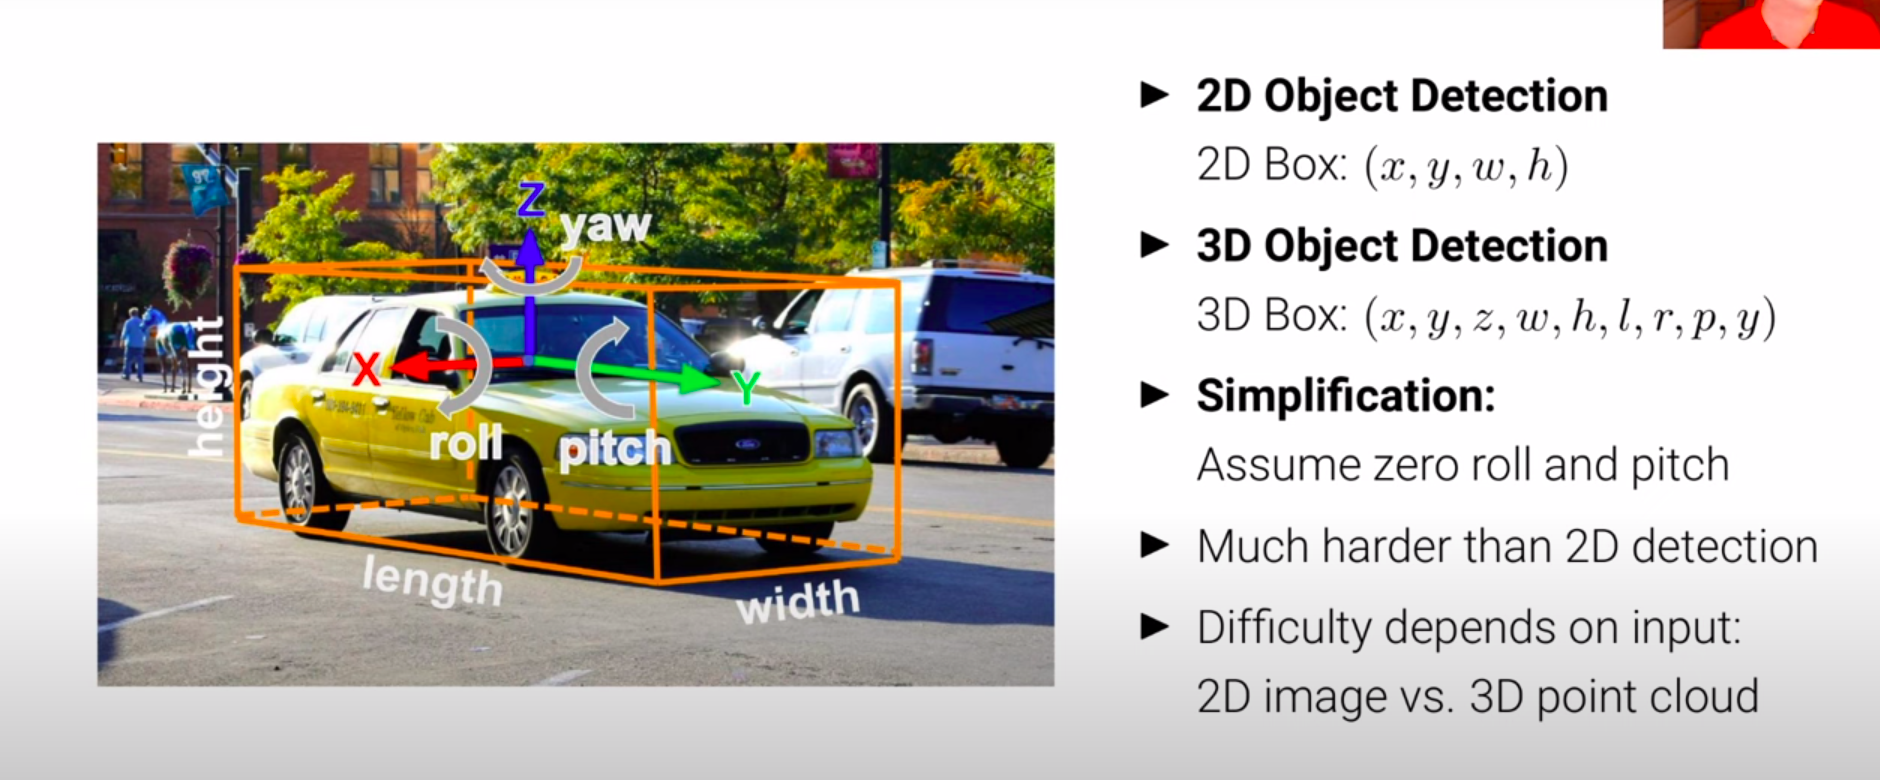 2D Object Detection
2D Box: (x, y, w, h)
3D Object Detection
3D Box: (x, y, z, w, h, l, r, p, y)
Simplification:
Assume zero roll and pitch
Much harder than 2D detection
Difficulty depends on input:
2D image vs. 3D point cloud
Z
yaw
X
Y
roll
pitch
height
length
width
Ford